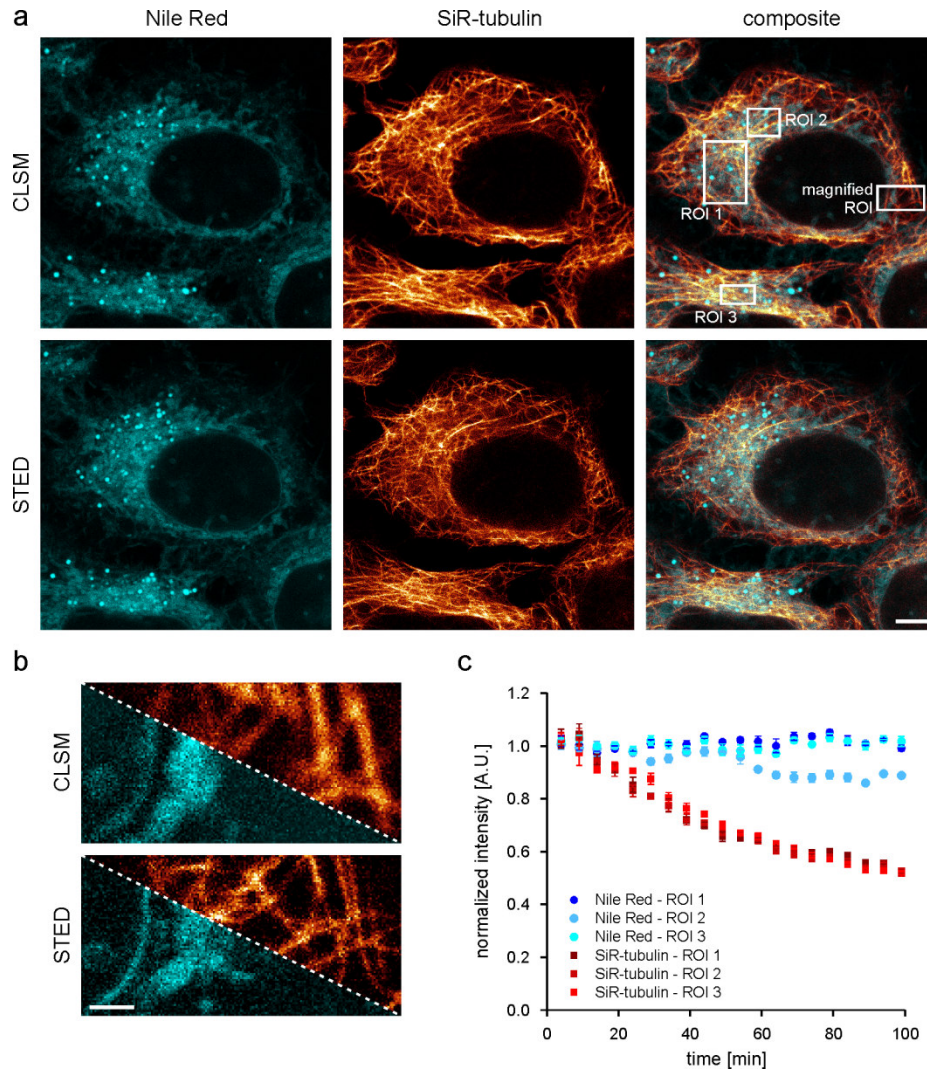 a
Nile Red
SiR-tubulin
composite
CLSM
ROI 2
ROI 1
magnified
ROI
ROI 3
STED
b
CLSM
STED
c
normalized intensity [A.U.]
1.2
1.0
0.8
0.6
0.4
0.2
0.0
Nile Red - ROI 1
Nile Red - ROI 2
Nile Red - ROI 3
SiR-tubulin - ROI 1
SiR-tubulin - ROI 2
SiR-tubulin - ROI 3
0 20 40 60 80 100
time [min]